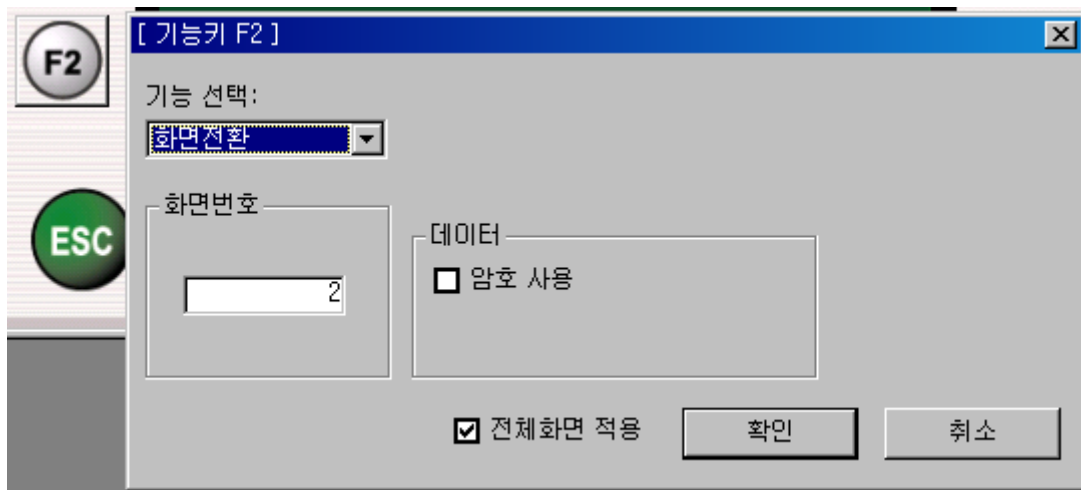 F2
[ 기능키 F2 ]
기능 선택:
화면전환
화면번호
2
ESC
데이터
암호 사용
전체화면 적용
확인
취소